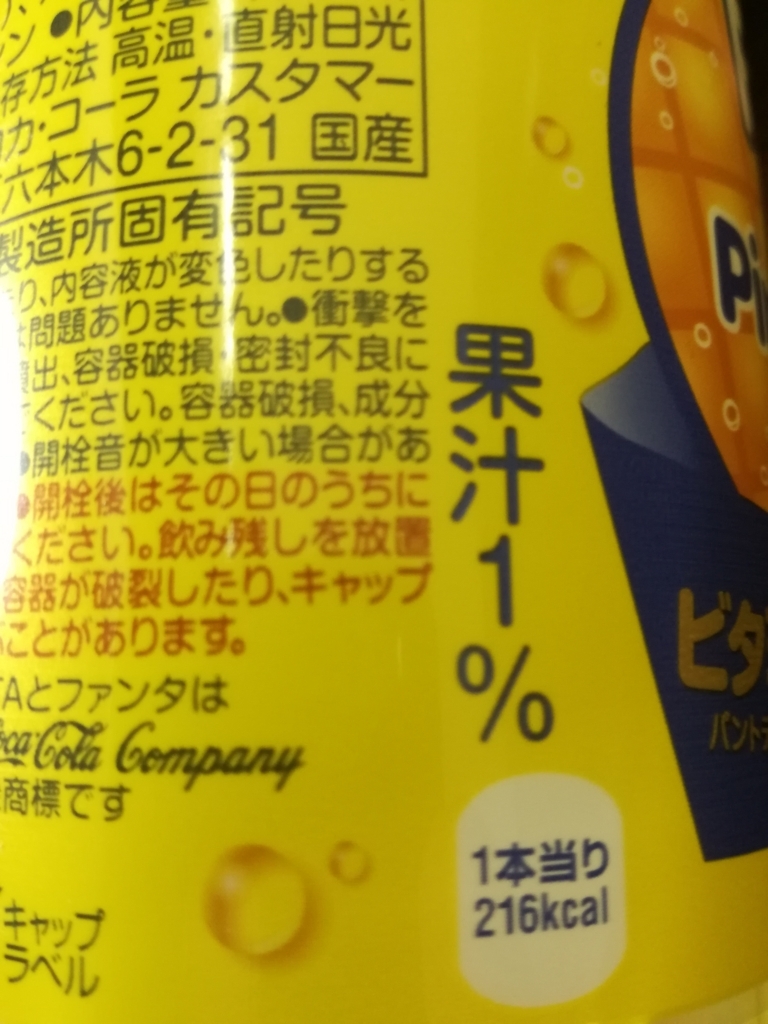 ン ●内容量
存方法 高温・直射日光
カ・コーラ カスタマー
六本木6-2-31 国産
製造所固有記号
り、内容液が変色したりする
問題ありません。●衝撃を
出、容器破損・密封不良に
ください。容器破損、成分
●開栓音が大きい場合があ
●開栓後はその日のうちに
ください。飲み残しを放置
容器が破裂したり、キャップ
ことがあります。
TAとファンタは
Coca-Cola Company
商標です
キャップ
ラベル
果汁1%
1本当り
216kcal
Pi
ビタ
パント